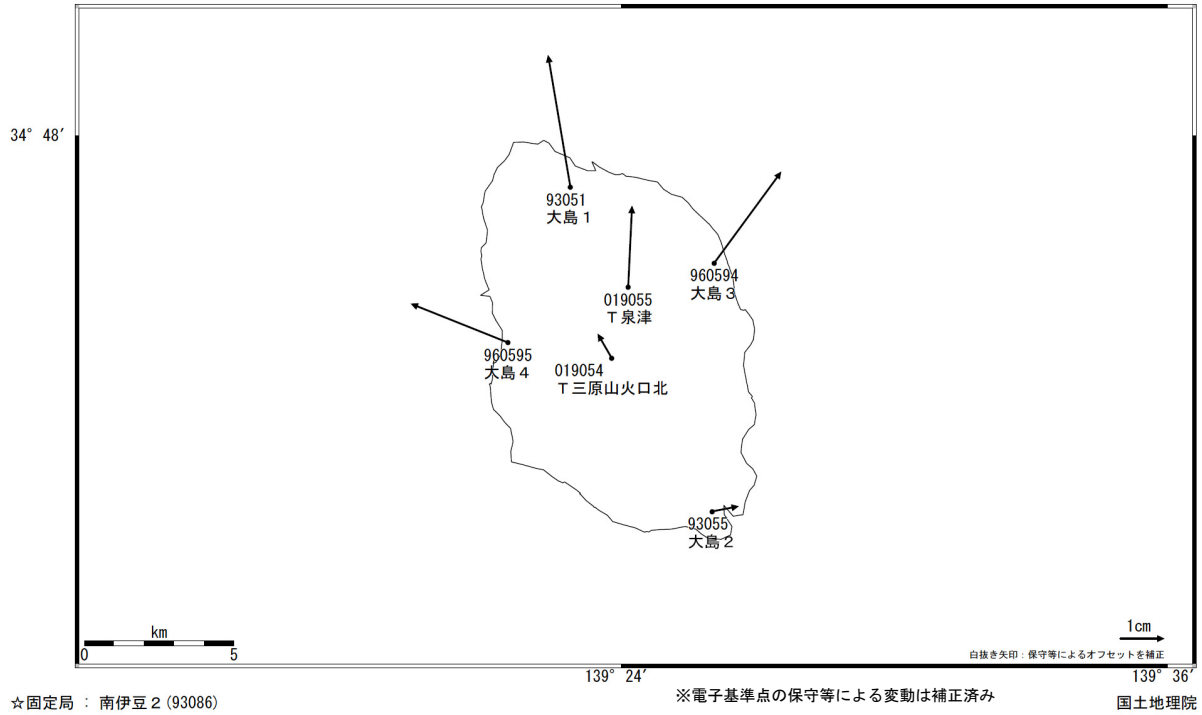 34° 48′
93051
大島１
960594
大島３
019055
Ｔ泉津
960595
大島４
019054
Ｔ三原山火口北
93055
大島２
km
0 5
1cm
白抜き矢印：保守等によるオフセットを補正
139° 24′
139° 36′
☆固定局 ： 南伊豆２(93086)
※電子基準点の保守等による変動は補正済み
国土地理院